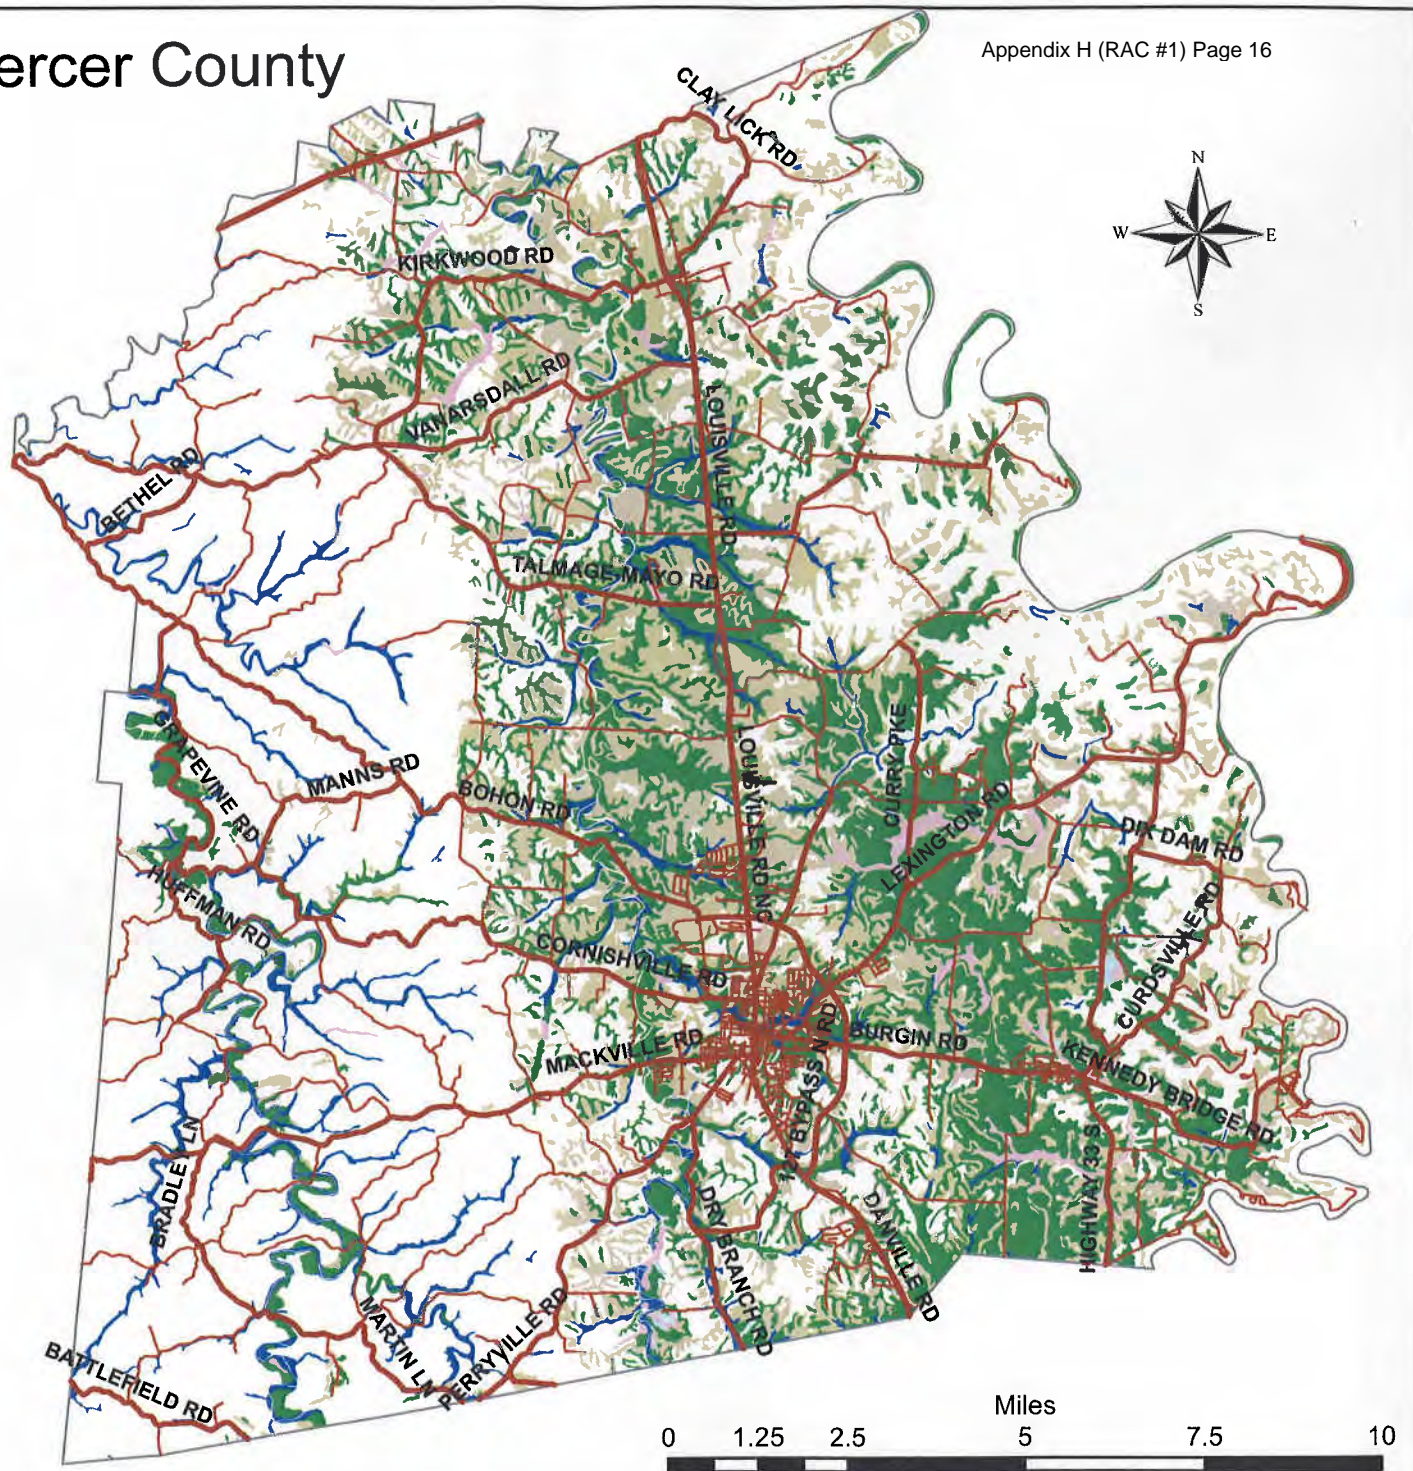 ercer County
Appendix H (RAC #1) Page 16
CLAY LICK RD
N
W
E
S
KIRKWOOD RD
VANARSDALL RD
LOUISVILLE RD
BETHEL RD
TALMAGE-MAYO RD
GRAPEVINE RD
MANNS RD
BOHON RD
LOUISVILLE RD NC
CURRY PKE
LEXINGTON RD
DIX DAM RD
HUFFMAN RD
CORNISHVILLE RD
CURDSVILLE RD
MACKVILLE RD
BURGIN RD
KENNEDY BRIDGE RD
127 BYPASS N RD
BRADLEY LN
DRY BRANCH RD
DANVILLE RD
HIGHWAY 33 S
MARTIN LN
PERRYVILLE RD
BATTLEFIELD RD
Miles
0 1.25 2.5 5 7.5 10